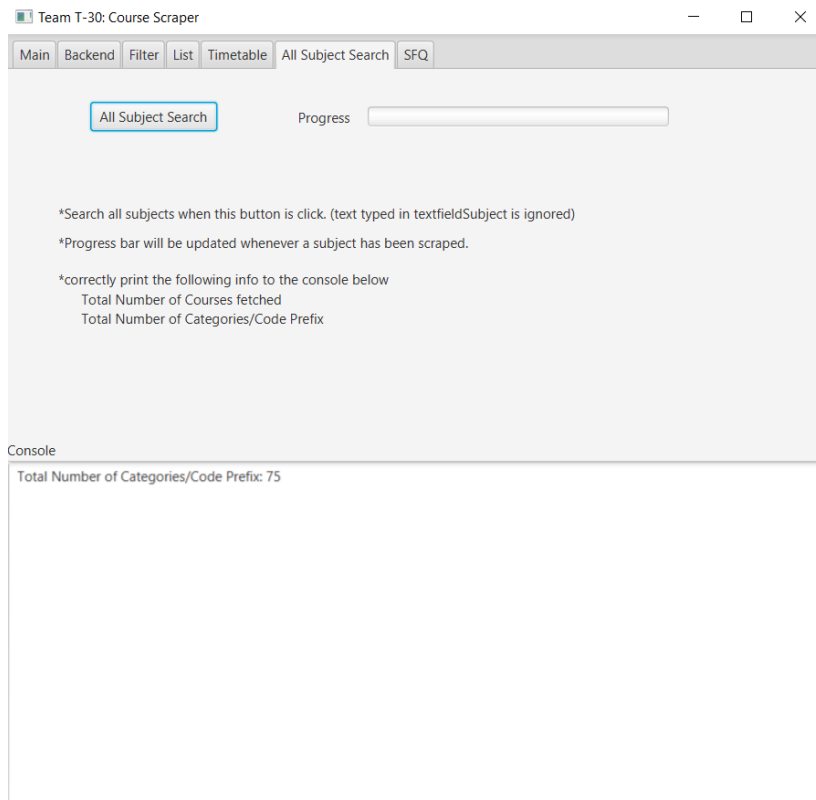 Team T-30: Course Scraper
Main Backend Filter List Timetable All Subject Search SFQ
All Subject Search Progress
*Search all subjects when this button is click. (text typed in textfieldSubject is ignored)
*Progress bar will be updated whenever a subject has been scraped.
*correctly print the following info to the console below
Total Number of Courses fetched
Total Number of Categories/Code Prefix
Console
Total Number of Categories/Code Prefix: 75